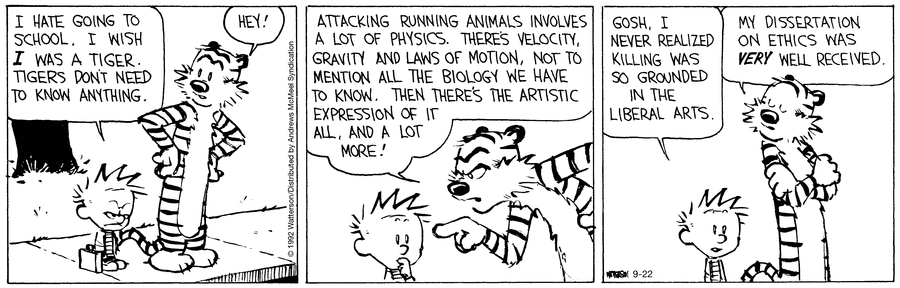 I HATE GOING TO
SCHOOL. I WISH
I WAS A TIGER.
TIGERS DON'T NEED
TO KNOW ANYTHING.
HEY!
© 1992 Watterson/Distributed by Andrews McMeel Syndication
ATTACKING RUNNING ANIMALS INVOLVES
A LOT OF PHYSICS. THERE'S VELOCITY,
GRAVITY AND LAWS OF MOTION, NOT TO
MENTION ALL THE BIOLOGY WE HAVE
TO KNOW. THEN THERE'S THE ARTISTIC
EXPRESSION OF IT
ALL, AND A LOT
MORE!
GOSH, I
NEVER REALIZED
KILLING WAS
SO GROUNDED
IN THE
LIBERAL ARTS.
MY DISSERTATION
ON ETHICS WAS
VERY WELL RECEIVED.
WATTERSON 9-22